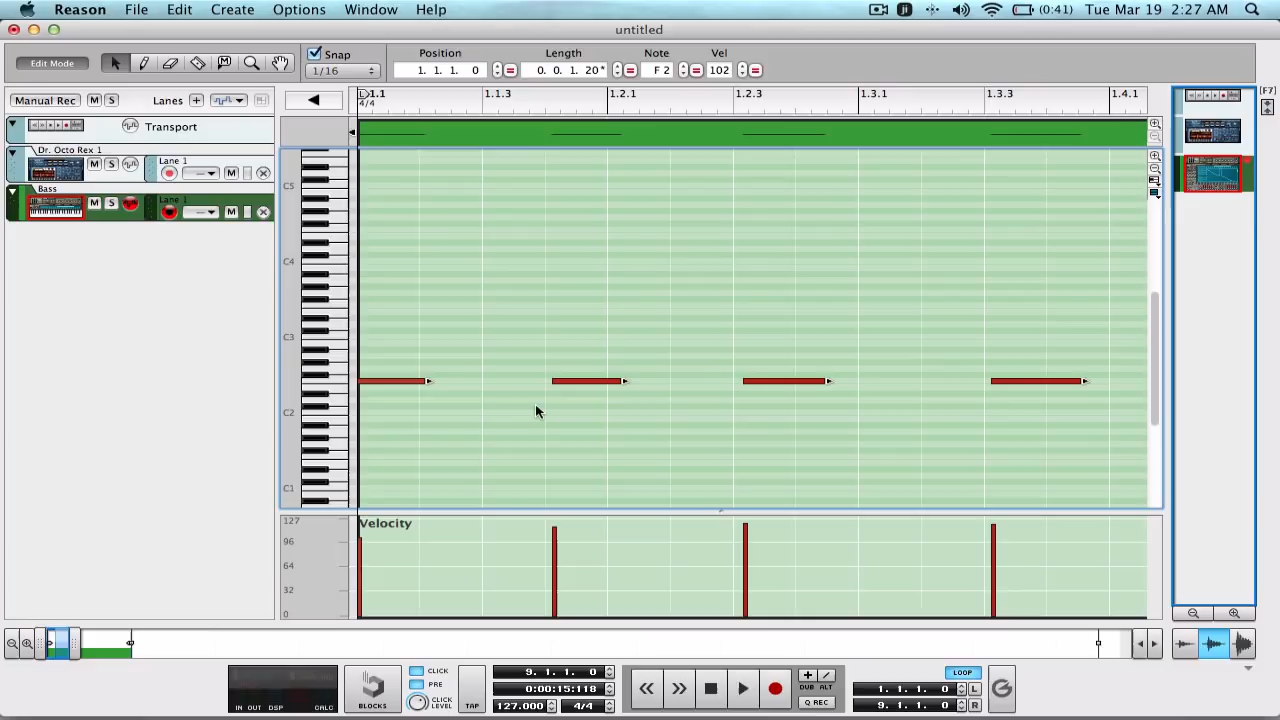 Reason File Edit Create Options Window Help (0:41) Tue Mar 19 2:27 AM
untitled
Edit Mode
Snap
1/16
Position Length Note Vel
1. 1. 1. 0 0. 0. 1. 20* F 2 102
[F7]
Manual Rec M S Lanes +
1.1 1.1.3 1.2.1 1.2.3 1.3.1 1.3.3 1.4.1
4/4
Transport
Dr. Octo Rex 1
M S Lane 1 M
Bass
M S Lane 1 M
C5
C4
C3
C2
C1
Velocity
127
96
64
32
0
IN OUT DSP CALC
BLOCKS
CLICK
PRE
CLICK
LEVEL
TAP
9. 1. 1. 0
0:00:15:118
127.000 4/4
DUB ALT
Q REC
LOOP
1. 1. 1. 0 L
9. 1. 1. 0 R